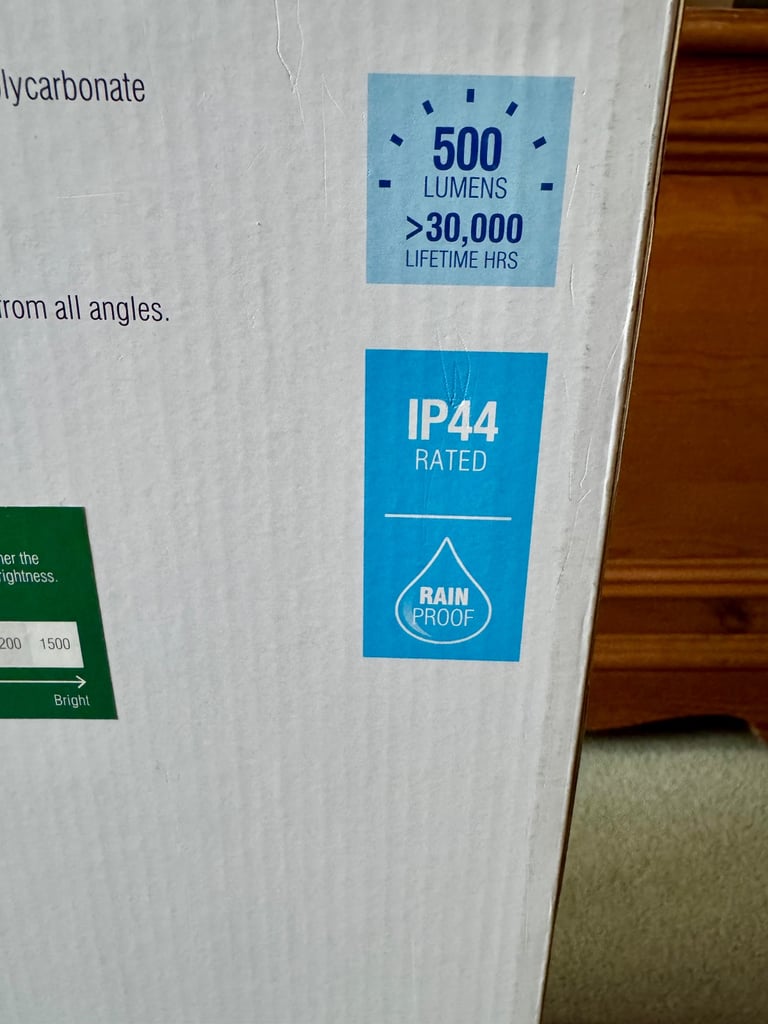 lycarbonate
500
LUMENS
>30,000
LIFETIME HRS
from all angles.
IP44
RATED
her the
rightness.
RAIN
PROOF
200 1500
Bright